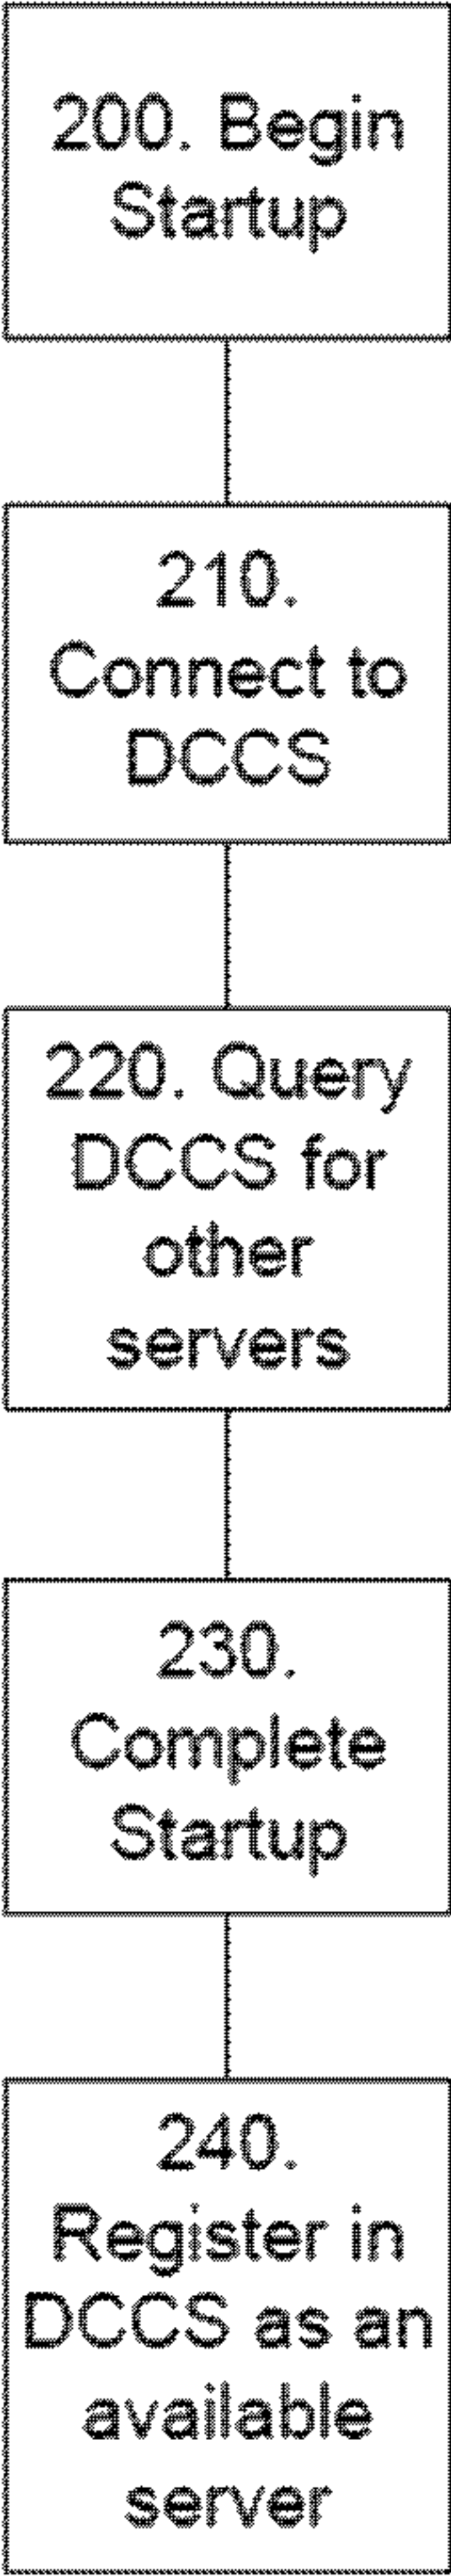 200. Begin
Startup
210.
Connect to
DCCS
220. Query
DCCS for
other
servers
230.
Complete
Startup
240.
Register in
DCCS as an
available
server